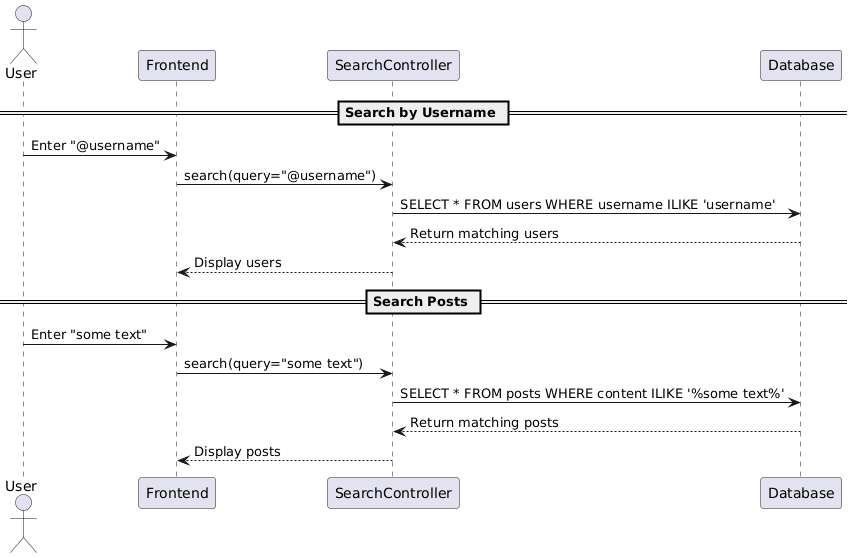 User
Frontend
SearchController
Database
Search by Username
Enter "@username"
search(query="@username")
SELECT * FROM users WHERE username ILIKE 'username'
Return matching users
Display users
Search Posts
Enter "some text"
search(query="some text")
SELECT * FROM posts WHERE content ILIKE '%some text%'
Return matching posts
Display posts
User
Frontend
SearchController
Database